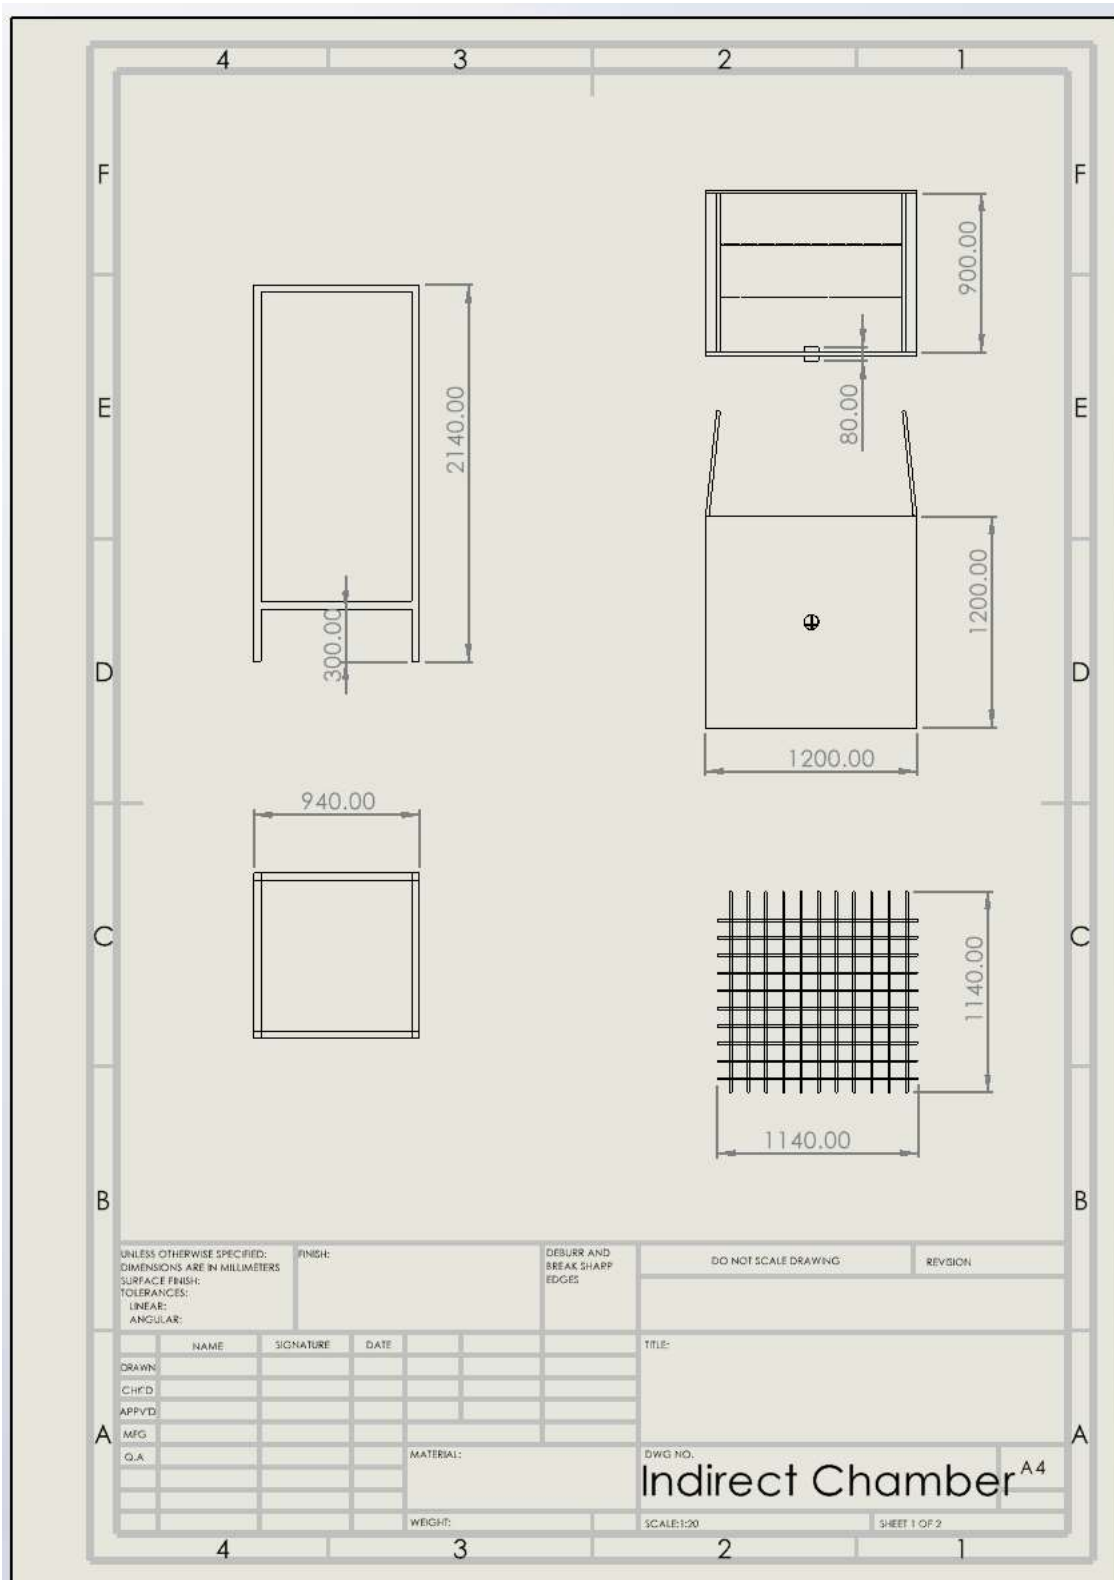 4 3 2 1
F F
900.00
80.00
2140.00
E E
300.00
1200.00
D D
1200.00
940.00
C C
1140.00
1140.00
B B
UNLESS OTHERWISE SPECIFIED:
DIMENSIONS ARE IN MILLIMETERS
SURFACE FINISH:
TOLERANCES:
LINEAR:
ANGULAR:
FINISH:
DEBURR AND
BREAK SHARP
EDGES
DO NOT SCALE DRAWING
REVISION
NAME SIGNATURE DATE
TITLE:
DRAWN
CHK'D
APPV'D
MFG
Q.A
A A
MATERIAL:
DWG NO.
Indirect Chamber A4
WEIGHT:
SCALE:1:20
SHEET 1 OF 2
4 3 2 1